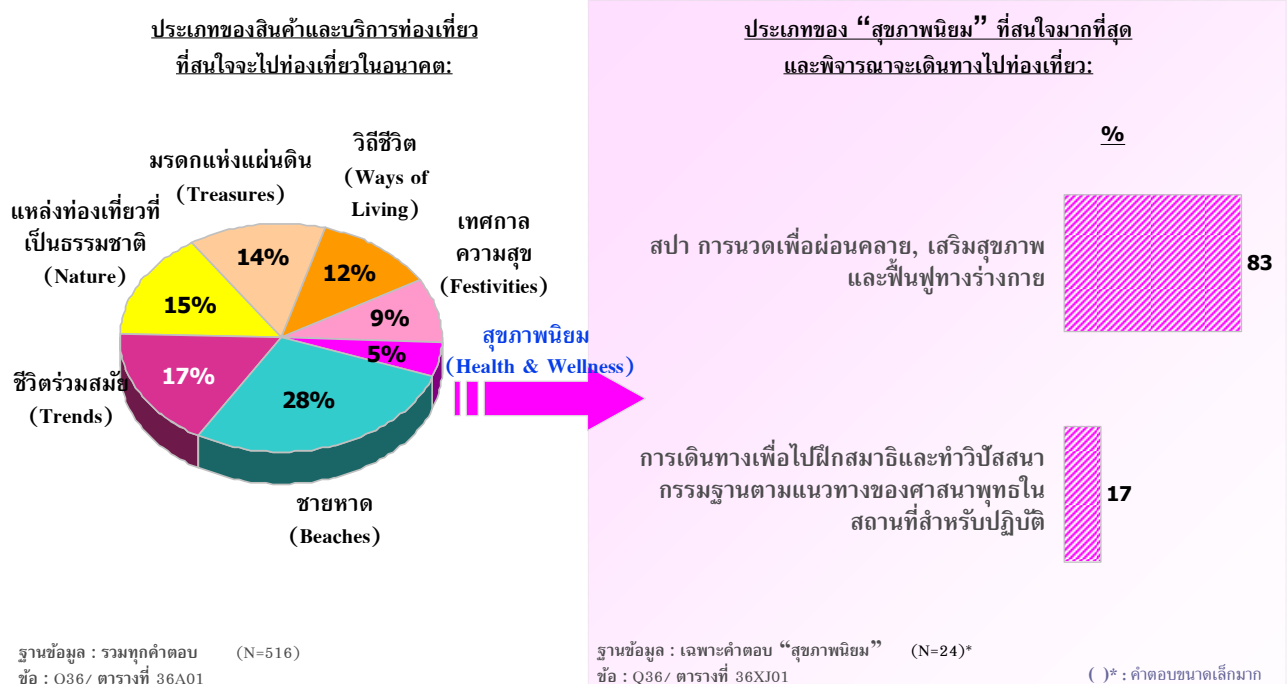 ประเภทของสินค้าและบริการท่องเที่ยว
ที่สนใจจะไปท่องเที่ยวในอนาคต:
วิถีชีวิต
(Ways of
Living)
มรดกแห่งแผ่นดิน
(Treasures)
แหล่งท่องเที่ยวที่
เป็นธรรมชาติ
(Nature)
เทศกาล
ความสุข
(Festivities)
14%
12%
15%
9%
สุขภาพนิยม
(Health & Wellness)
5%
ชีวิตร่วมสมัย
(Trends)
17%
28%
ชายหาด
(Beaches)
ฐานข้อมูล : รวมทุกคำตอบ (N=516)
ข้อ : Q36/ ตารางที่ 36A01
ประเภทของ “สุขภาพนิยม” ที่สนใจมากที่สุด
และพิจารณาจะเดินทางไปท่องเที่ยว:
%
สปา การนวดเพื่อผ่อนคลาย, เสริมสุขภาพ
และฟื้นฟูทางร่างกาย
83
การเดินทางเพื่อไปฝึกสมาธิและทำวิปัสสนา
กรรมฐานตามแนวทางของศาสนาพุทธใน
สถานที่สำหรับปฏิบัติ
17
ฐานข้อมูล : เฉพาะคำตอบ “สุขภาพนิยม” (N=24)*
ข้อ : Q36/ ตารางที่ 36XJ01
( )* : คำตอบขนาดเล็กมาก